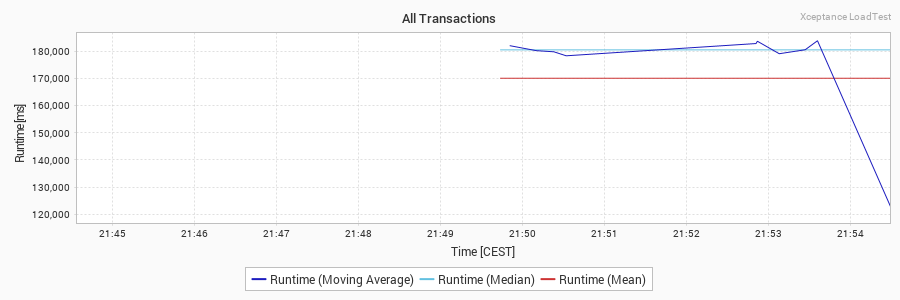 All Transactions
Xceptance LoadTest
Runtime [ms]
180,000
170,000
160,000
150,000
140,000
130,000
120,000
21:45 21:46 21:47 21:48 21:49 21:50 21:51 21:52 21:53 21:54
Time [CEST]
Runtime (Moving Average) Runtime (Median) Runtime (Mean)